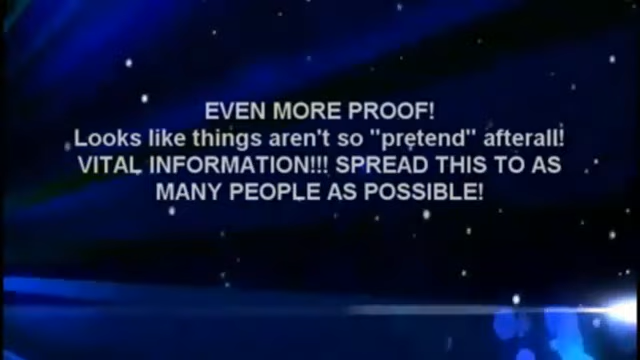 EVEN MORE PROOF!
Looks like things aren't so "pretend" afterall!
VITAL INFORMATION!!! SPREAD THIS TO AS
MANY PEOPLE AS POSSIBLE!